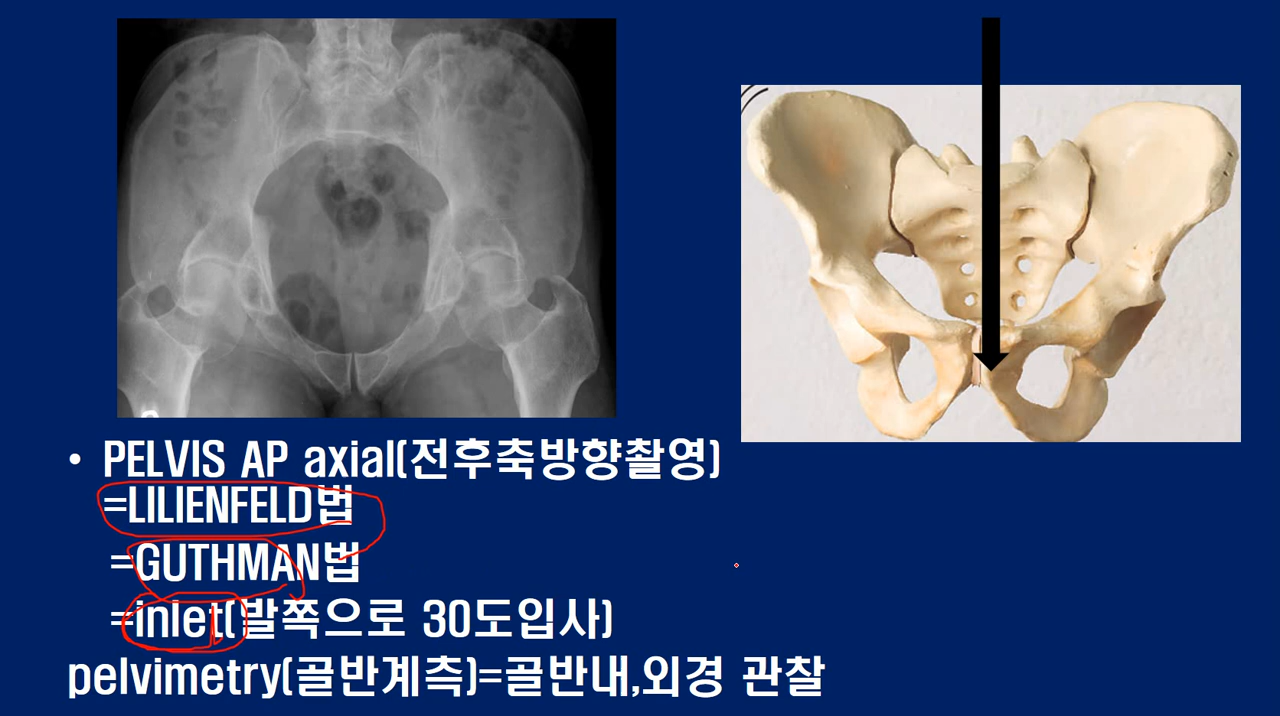 • PELVIS AP axial(전후축방향촬영)
=LILIENFELD법
=GUTHMAN법
=inlet(발쪽으로 30도입사)
pelvimetry(골반계측)=골반내,외경 관찰